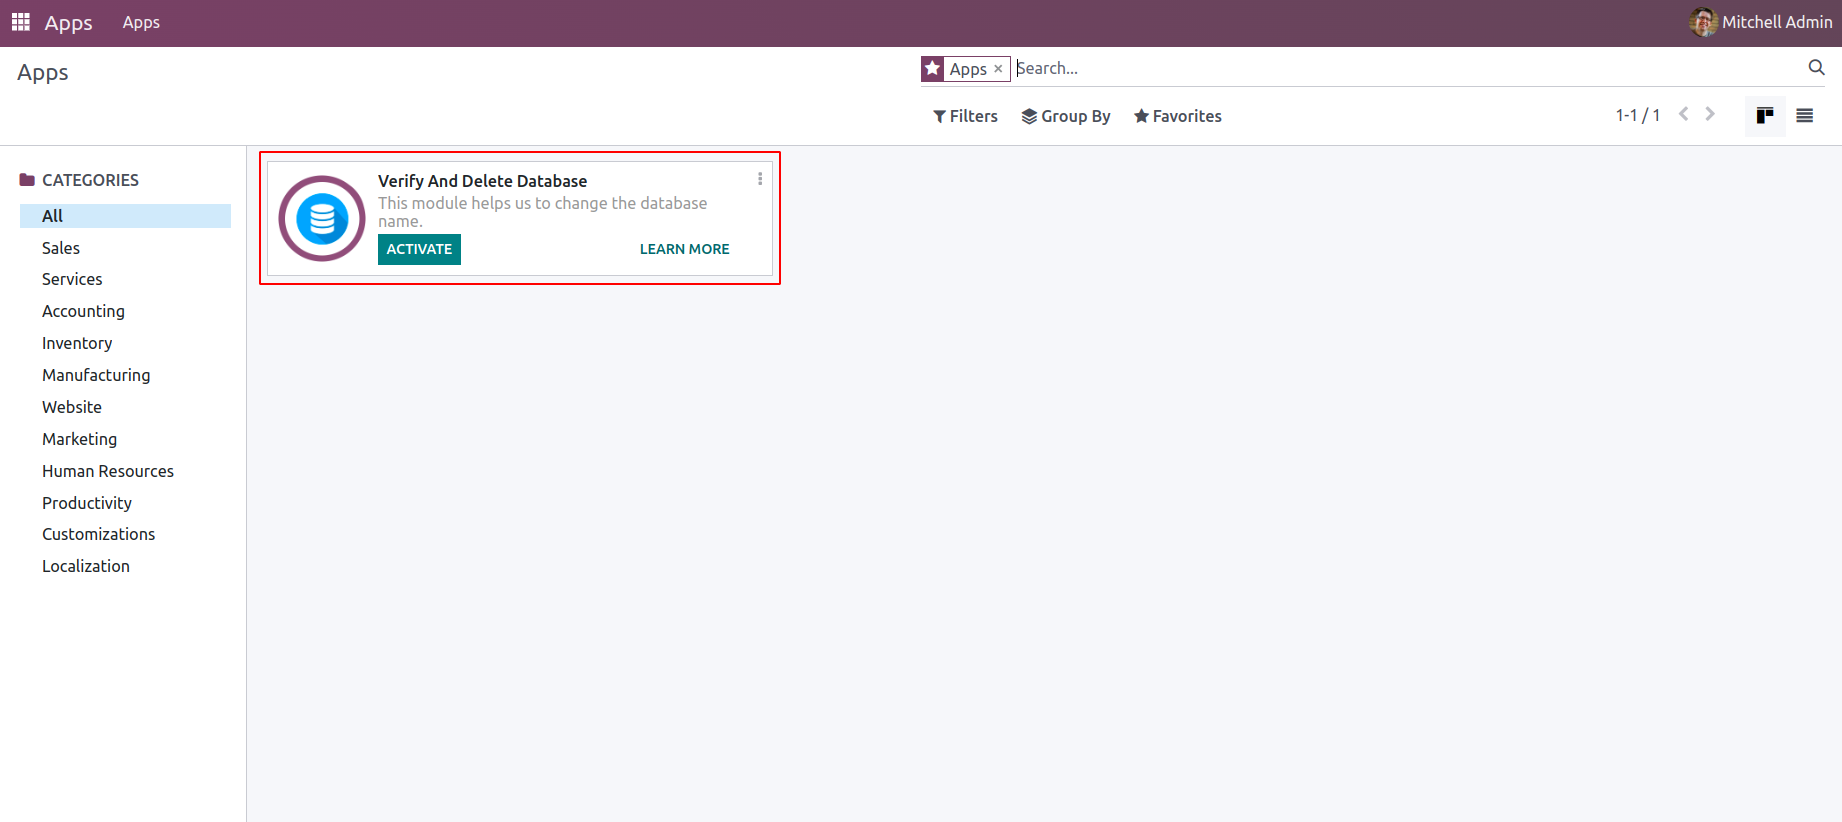 Apps Apps Mitchell Admin
Apps
Apps × Search...
Filters Group By Favorites 1-1 / 1
CATEGORIES
All
Sales
Services
Accounting
Inventory
Manufacturing
Website
Marketing
Human Resources
Productivity
Customizations
Localization
Verify And Delete Database
This module helps us to change the database
name.
ACTIVATE LEARN MORE